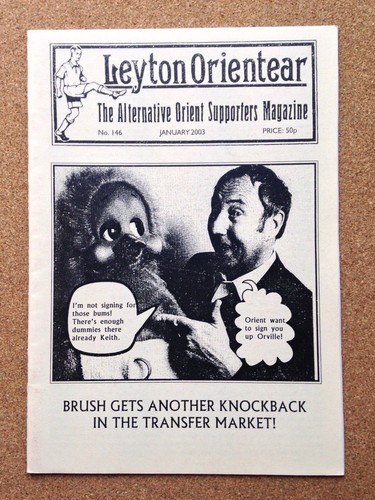 Leyton Orientear
The Alternative Orient Supporters Magazine
No. 146 JANUARY 2003 PRICE: 50p
I'm not signing for
those bums!
There's enough
dummies there
already Keith.
Orient want
to sign you
up Orville!
BRUSH GETS ANOTHER KNOCKBACK
IN THE TRANSFER MARKET!